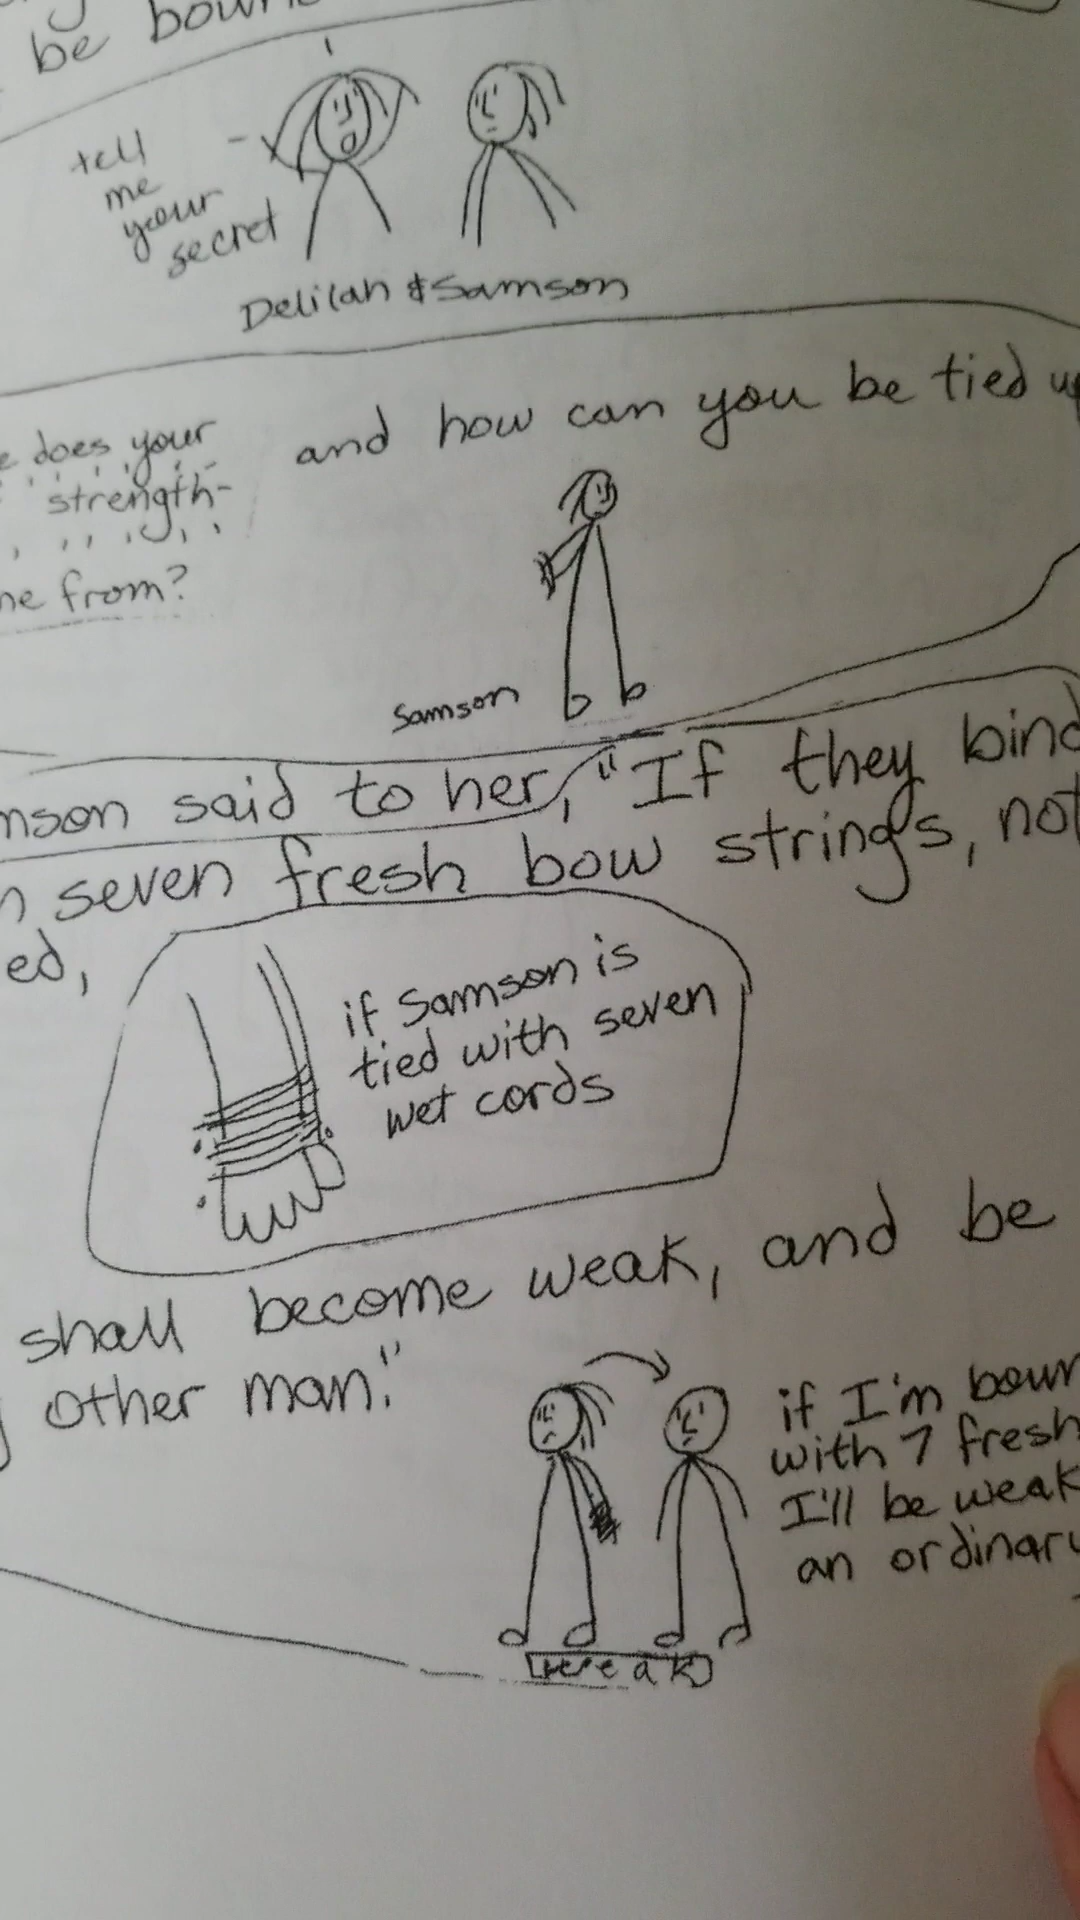 be
tell
me
your
secret
Delilah & Samson
does your
strength-
from?
and how can you be tied
Samson
said to her, "If they bind
seven fresh bow strings, not
if Samson is
tied with seven
wet cords
shall become weak, and be
other man."
if I'm
with 7 fresh
I'll be weak
an
weak